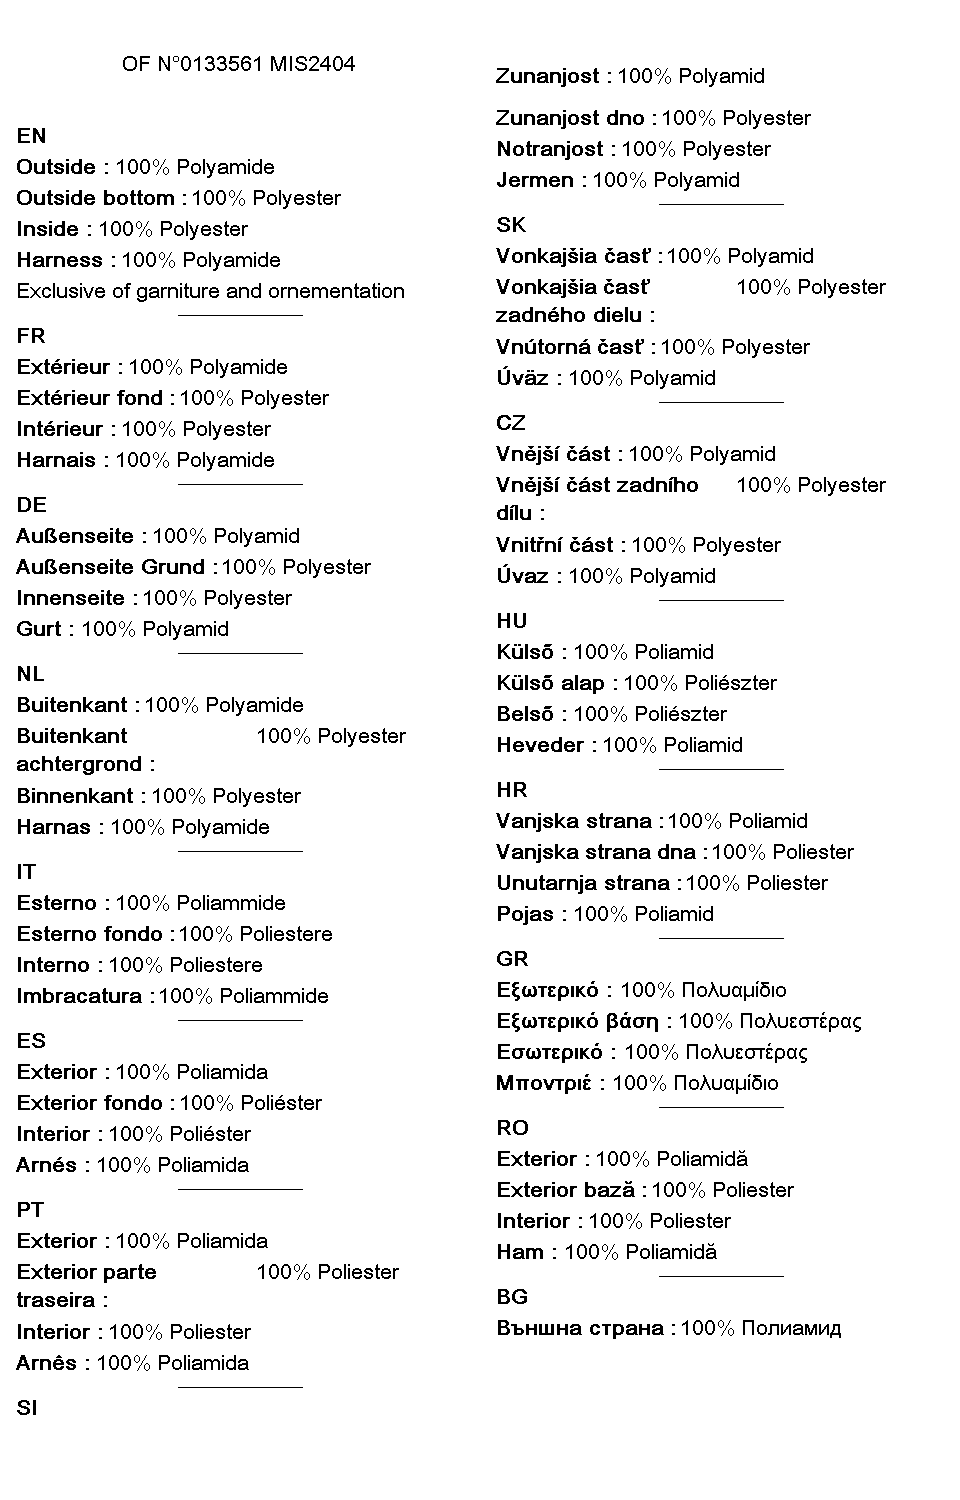 OF N°0133561 MIS2404
EN
Outside : 100% Polyamide
Outside bottom : 100% Polyester
Inside : 100% Polyester
Harness : 100% Polyamide
Exclusive of garniture and ornementation
FR
Extérieur : 100% Polyamide
Extérieur fond : 100% Polyester
Intérieur : 100% Polyester
Harnais : 100% Polyamide
DE
Außenseite : 100% Polyamid
Außenseite Grund : 100% Polyester
Innenseite : 100% Polyester
Gurt : 100% Polyamid
NL
Buitenkant : 100% Polyamide
Buitenkant 100% Polyester
achtergrond :
Binnenkant : 100% Polyester
Harnas : 100% Polyamide
IT
Esterno : 100% Poliammide
Esterno fondo : 100% Poliestere
Interno : 100% Poliestere
Imbracatura : 100% Poliammide
ES
Exterior : 100% Poliamida
Exterior fondo : 100% Poliéster
Interior : 100% Poliéster
Arnés : 100% Poliamida
PT
Exterior : 100% Poliamida
Exterior parte 100% Poliester
traseira :
Interior : 100% Poliester
Arnês : 100% Poliamida
SI
Zunanjost : 100% Polyamid
Zunanjost dno : 100% Polyester
Notranjost : 100% Polyester
Jermen : 100% Polyamid
SK
Vonkajšia časť : 100% Polyamid
Vonkajšia časť 100% Polyester
zadného dielu :
Vnútorná časť : 100% Polyester
Úväz : 100% Polyamid
CZ
Vnější část : 100% Polyamid
Vnější část zadního 100% Polyester
dílu :
Vnitřní část : 100% Polyester
Úvaz : 100% Polyamid
HU
Külső : 100% Poliamid
Külső alap : 100% Poliészter
Belső : 100% Poliészter
Heveder : 100% Poliamid
HR
Vanjska strana : 100% Poliamid
Vanjska strana dna : 100% Poliester
Unutarnja strana : 100% Poliester
Pojas : 100% Poliamid
GR
Εξωτερικό : 100% Πολυαμίδιο
Εξωτερικό βάση : 100% Πολυεστέρας
Εσωτερικό : 100% Πολυεστέρας
Μποντριέ : 100% Πολυαμίδιο
RO
Exterior : 100% Poliamidă
Exterior bază : 100% Poliester
Interior : 100% Poliester
Ham : 100% Poliamidă
BG
Външна страна : 100% Полиамид